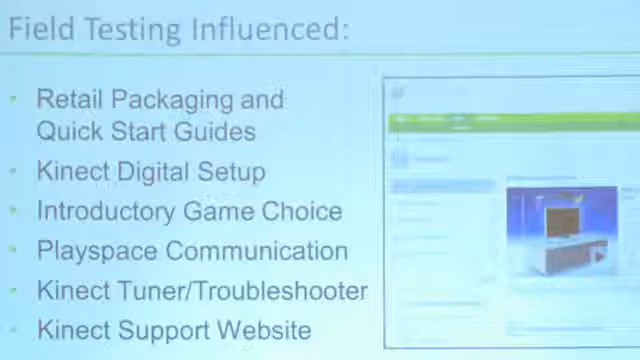 Field Testing Influenced:
• Retail Packaging and
Quick Start Guides
• Kinect Digital Setup
• Introductory Game Choice
• Playspace Communication
• Kinect Tuner/Troubleshooter
• Kinect Support Website